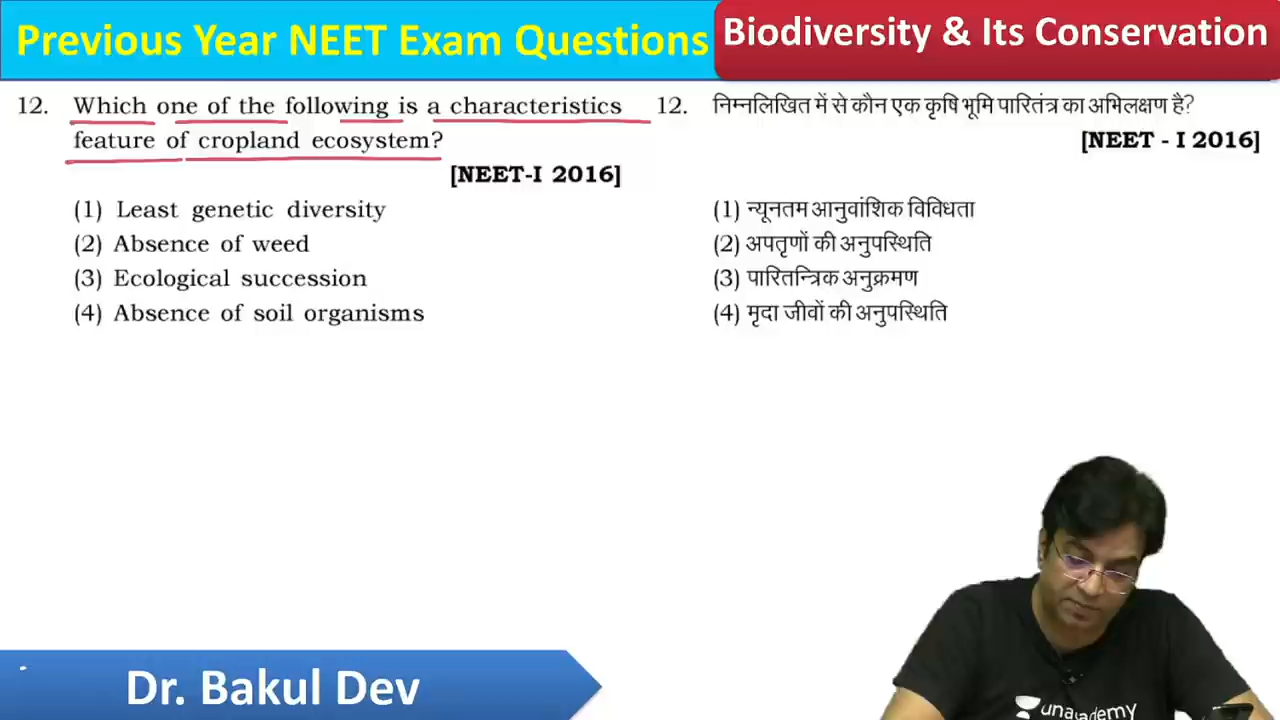 Previous Year NEET Exam Questions
Biodiversity & Its Conservation
12. Which one of the following is a characteristics
feature of cropland ecosystem?
[NEET-I 2016]
(1) Least genetic diversity
(2) Absence of weed
(3) Ecological succession
(4) Absence of soil organisms
12. निम्नलिखित में से कौन एक कृषि भूमि पारितंत्र का अभिलक्षण है?
[NEET - I 2016]
(1) न्यूनतम आनुवांशिक विविधता
(2) अपतृणों की अनुपस्थिति
(3) पारितन्त्रिक अनुक्रमण
(4) मृदा जीवों की अनुपस्थिति
Dr. Bakul Dev
unacademy